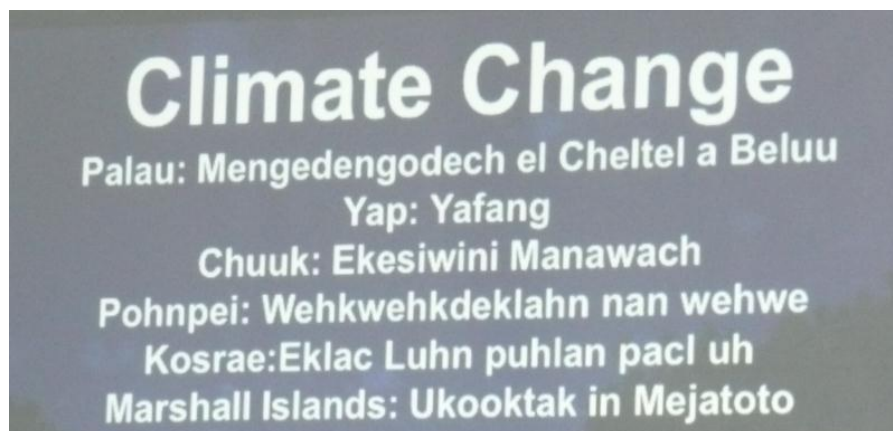 Climate Change
Palau: Mengedengodech el Cheltel a Beluu
Yap: Yafang
Chuuk: Ekesiwini Manawach
Pohnpei: Wehkwehkdeklahn nan wehwe
Kosrae:Eklac Luhn puhlan pacl uh
Marshall Islands: Ukooktak in Mejatoto